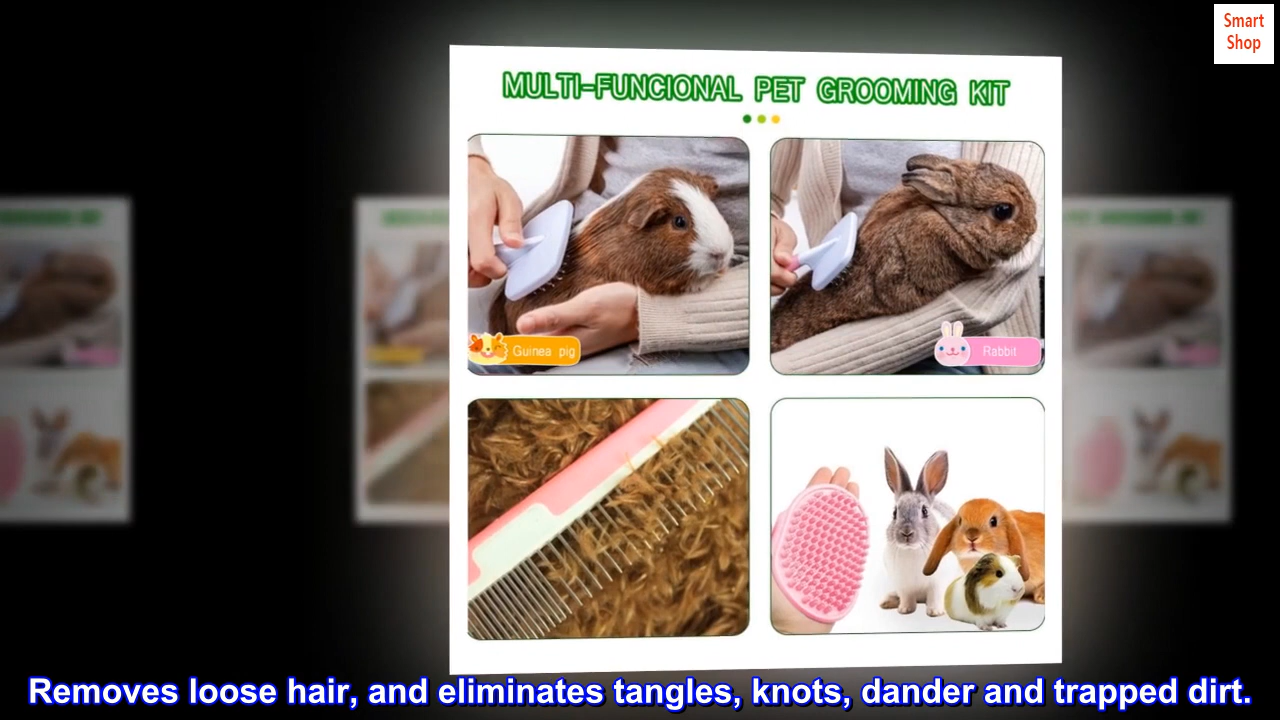 Smart
Shop
MULTI-FUNCIONAL PET GROOMING KIT
Guinea pig
Rabbit
Removes loose hair, and eliminates tangles, knots, dander and trapped dirt.